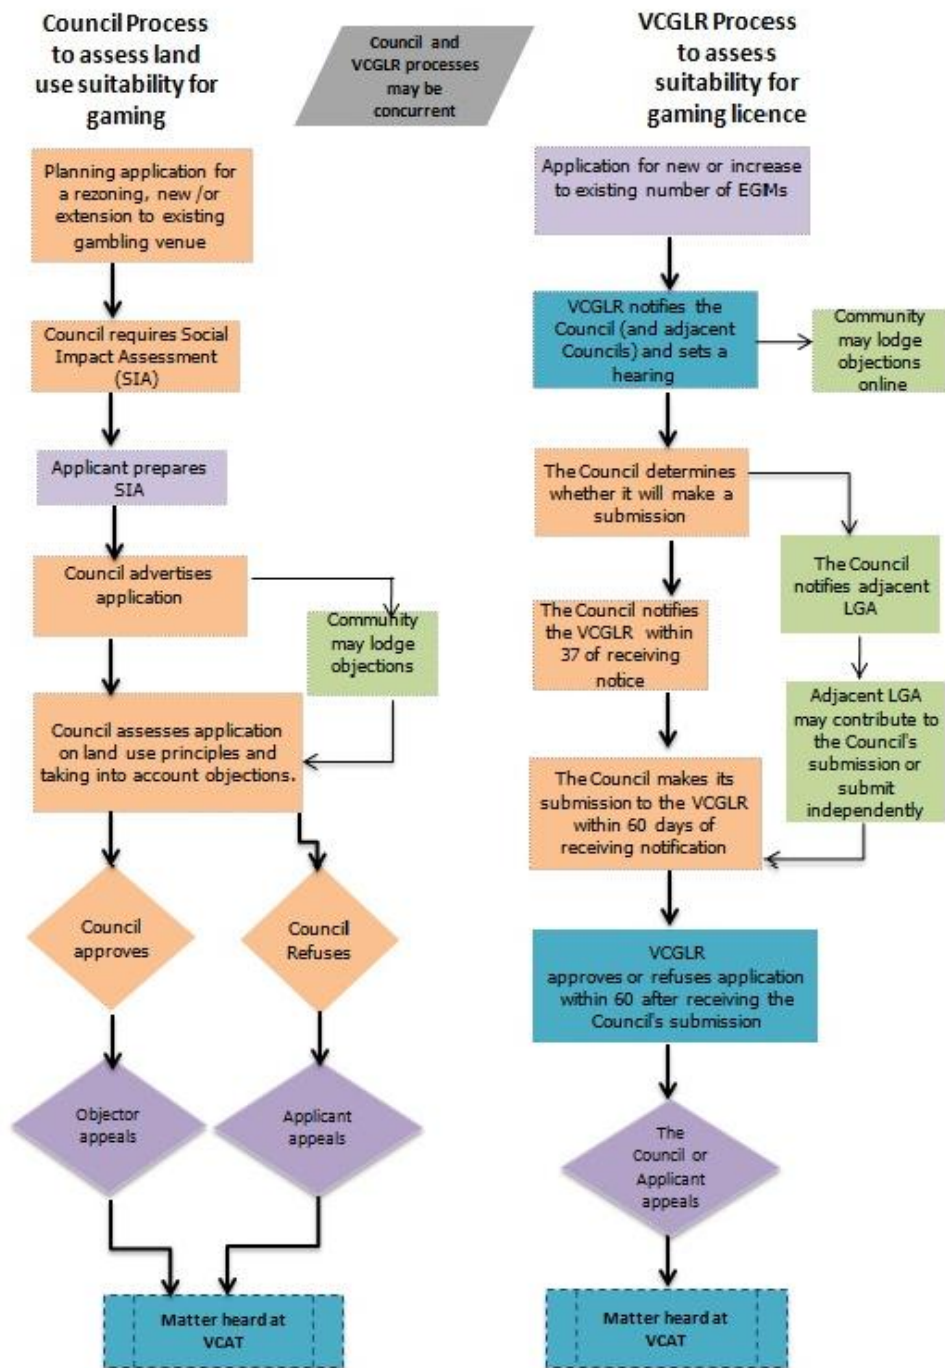 Council Process
to assess land
use suitability for
gaming
Council and
VCGLR processes
may be
concurrent
VCGLR Process
to assess
suitability for
gaming licence
Planning application for
a rezoning, new /or
extension to existing
gambling venue
Council requires Social
Impact Assessment
(SIA)
Applicant prepares
SIA
Council advertises
application
Community
may lodge
objections
Council assesses application
on land use principles and
taking into account objections.
Council
approves
Council
Refuses
Objector
appeals
Applicant
appeals
Matter heard at
VCAT
Application for new or increase
to existing number of EGMs
VCGLR notifies the
Council (and adjacent
Councils) and sets a
hearing
Community
may lodge
objections
online
The Council determines
whether it will make a
submission
The Council
notifies adjacent
LGA
The Council notifies
the VCGLR within
37 of receiving
notice
Adjacent LGA
may contribute to
the Council's
submission or
submit
independently
The Council makes its
submission to the VCGLR
within 60 days of
receiving notification
VCGLR
approves or refuses application
within 60 after receiving the
Council's submission
The
Council or
Applicant
appeals
Matter heard at
VCAT